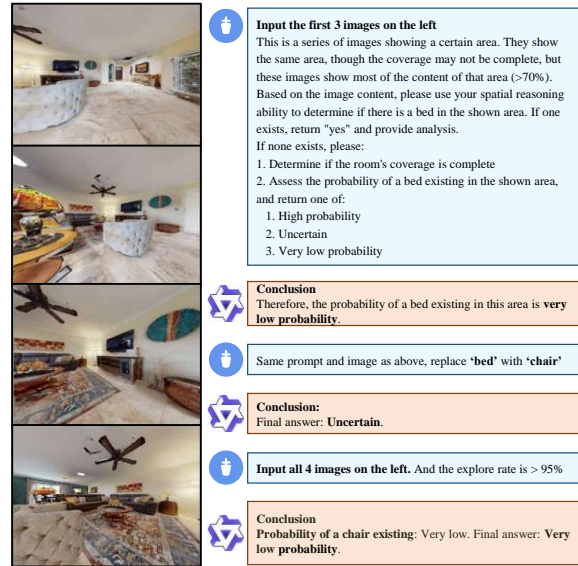 Input the first 3 images on the left
This is a series of images showing a certain area. They show
the same area, though the coverage may not be complete, but
these images show most of the content of that area (>70%).
Based on the image content, please use your spatial reasoning
ability to determine if there is a bed in the shown area. If one
exists, return "yes" and provide analysis.
If none exists, please:
1. Determine if the room's coverage is complete
2. Assess the probability of a bed existing in the shown area,
and return one of:
1. High probability
2. Uncertain
3. Very low probability
Conclusion
Therefore, the probability of a bed existing in this area is very
low probability.
Same prompt and image as above, replace ‘bed’ with ‘chair’
Conclusion:
Final answer: Uncertain.
Input all 4 images on the left. And the explore rate is > 95%
Conclusion
Probability of a chair existing: Very low. Final answer: Very
low probability.